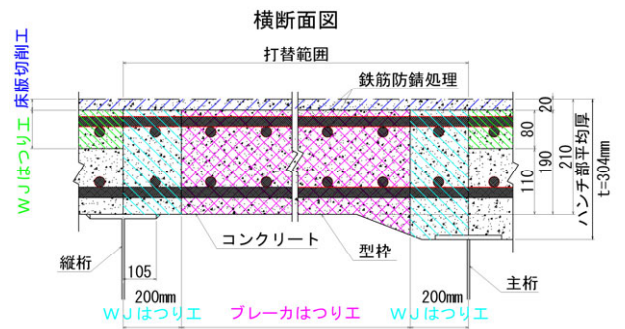 横断面図
打替範囲
床版切削工
WJはつり工
鉄筋防錆処理
20
80
190
110
210
ハンチ部平均厚
t=304mm
コンクリート
型枠
縦桁
主桁
105
200mm
200mm
WJはつり工
ブレーカはつり工
WJはつり工